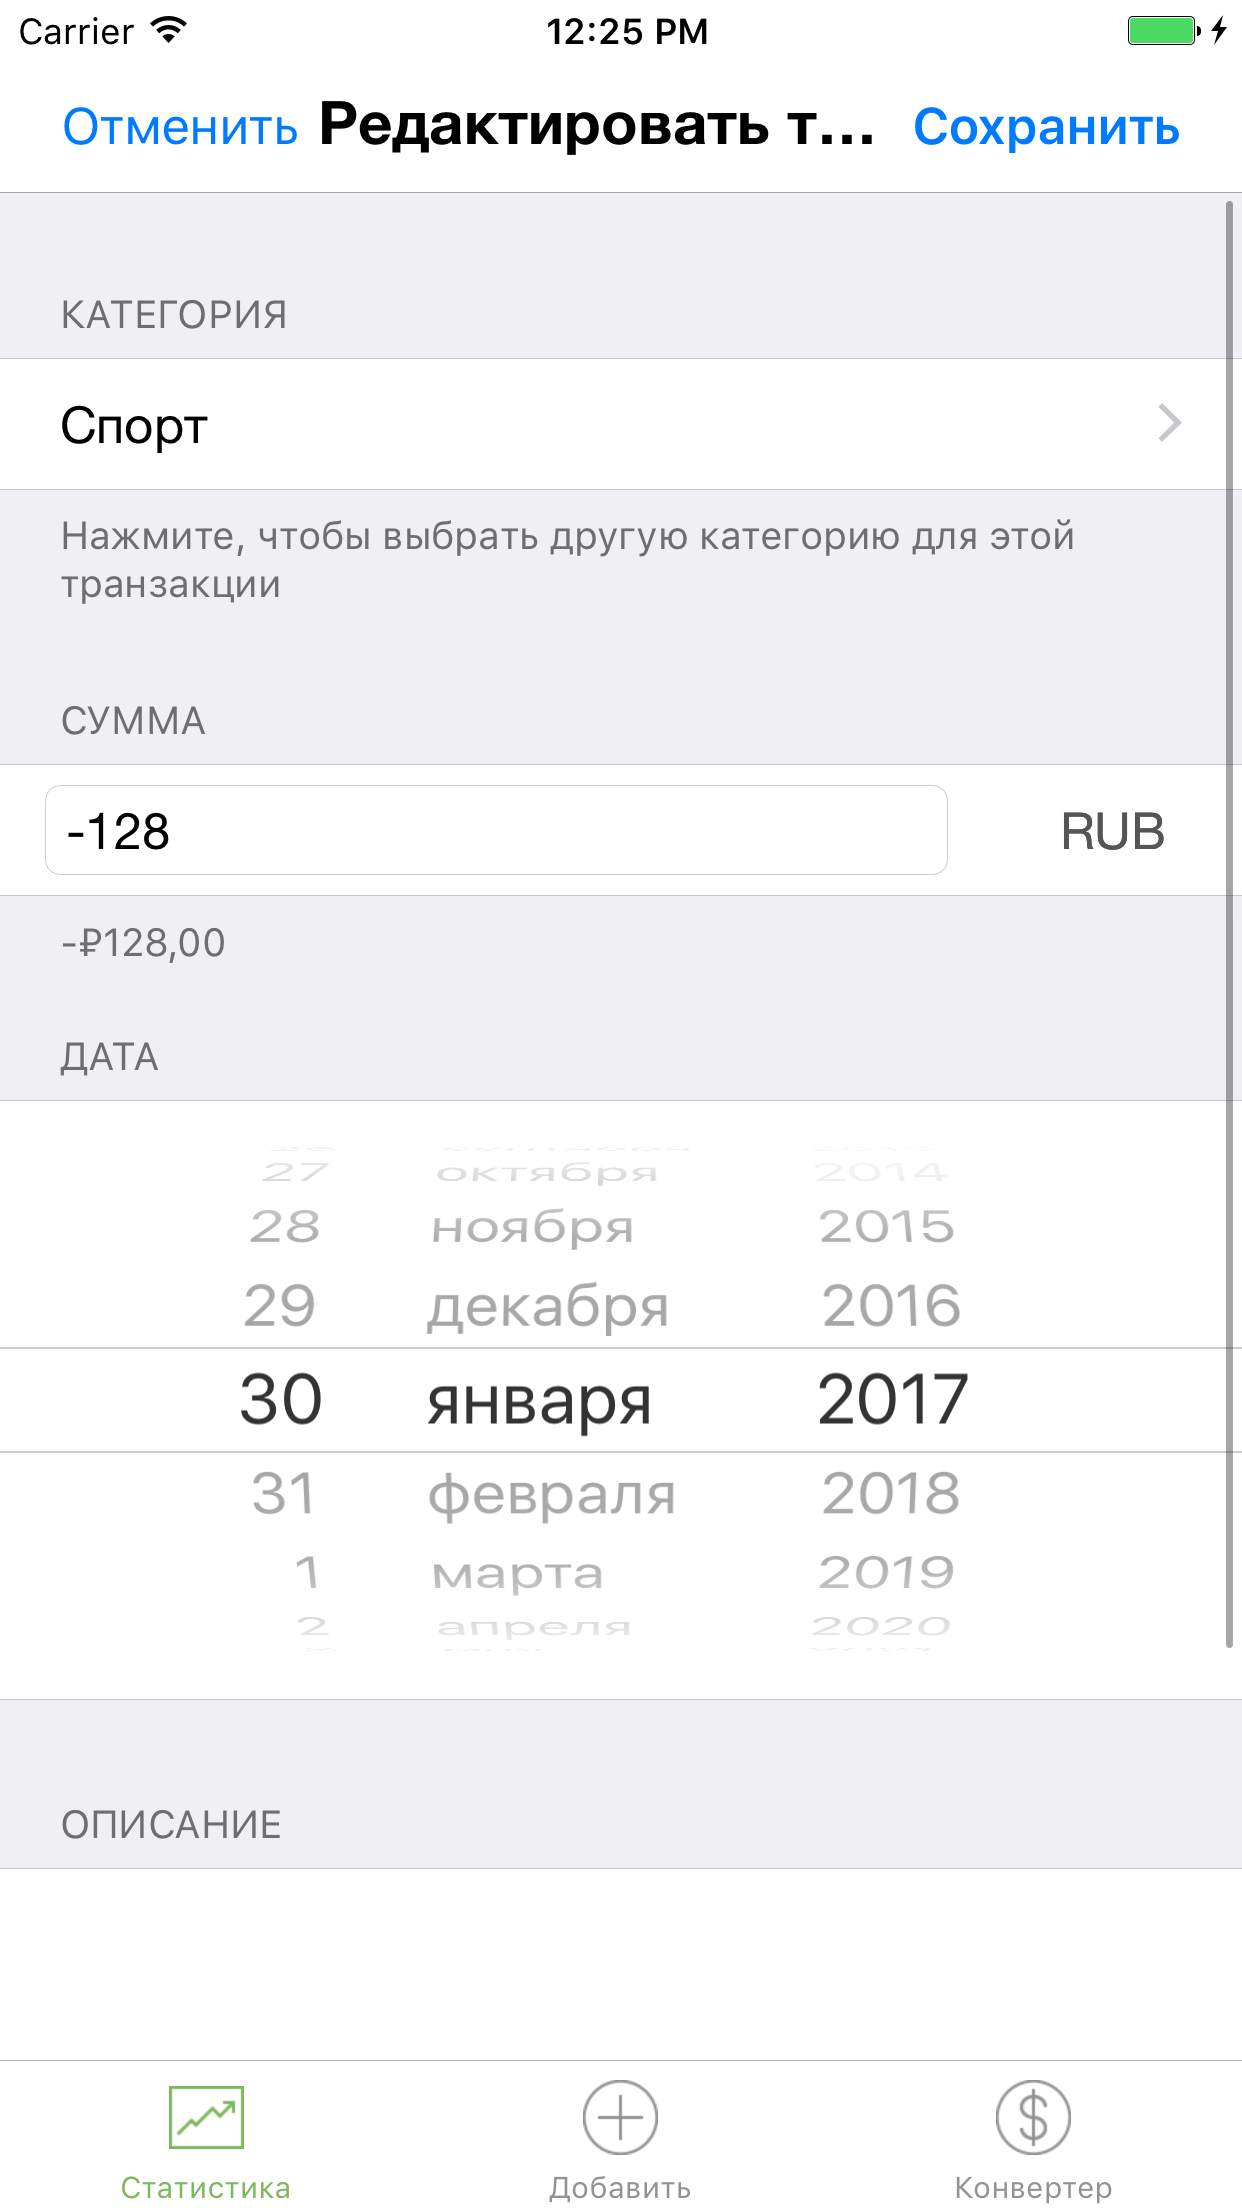 Carrier 12:25 PM
Отменить Редактировать т... Сохранить
КАТЕГОРИЯ
Спорт
Нажмите, чтобы выбрать другую категорию для этой
транзакции
СУММА
-128 RUB
-₽128,00
ДАТА
27 октября 2014
28 ноября 2015
29 декабря 2016
30 января 2017
31 февраля 2018
1 марта 2019
2 апреля 2020
ОПИСАНИЕ
Статистика Добавить Конвертер